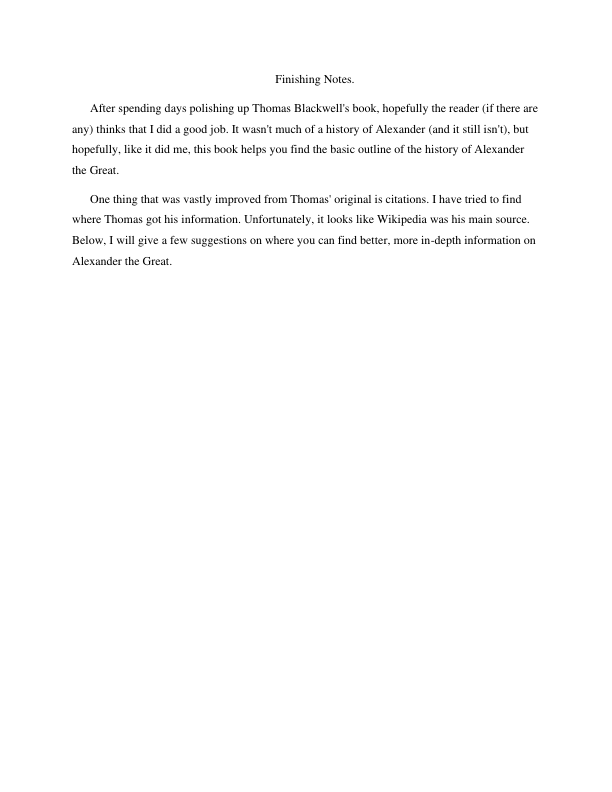 Finishing Notes.
After spending days polishing up Thomas Blackwell's book, hopefully the reader (if there are
any) thinks that I did a good job. It wasn't much of a history of Alexander (and it still isn't), but
hopefully, like it did me, this book helps you find the basic outline of the history of Alexander
the Great.
One thing that was vastly improved from Thomas' original is citations. I have tried to find
where Thomas got his information. Unfortunately, it looks like Wikipedia was his main source.
Below, I will give a few suggestions on where you can find better, more in-depth information on
Alexander the Great.